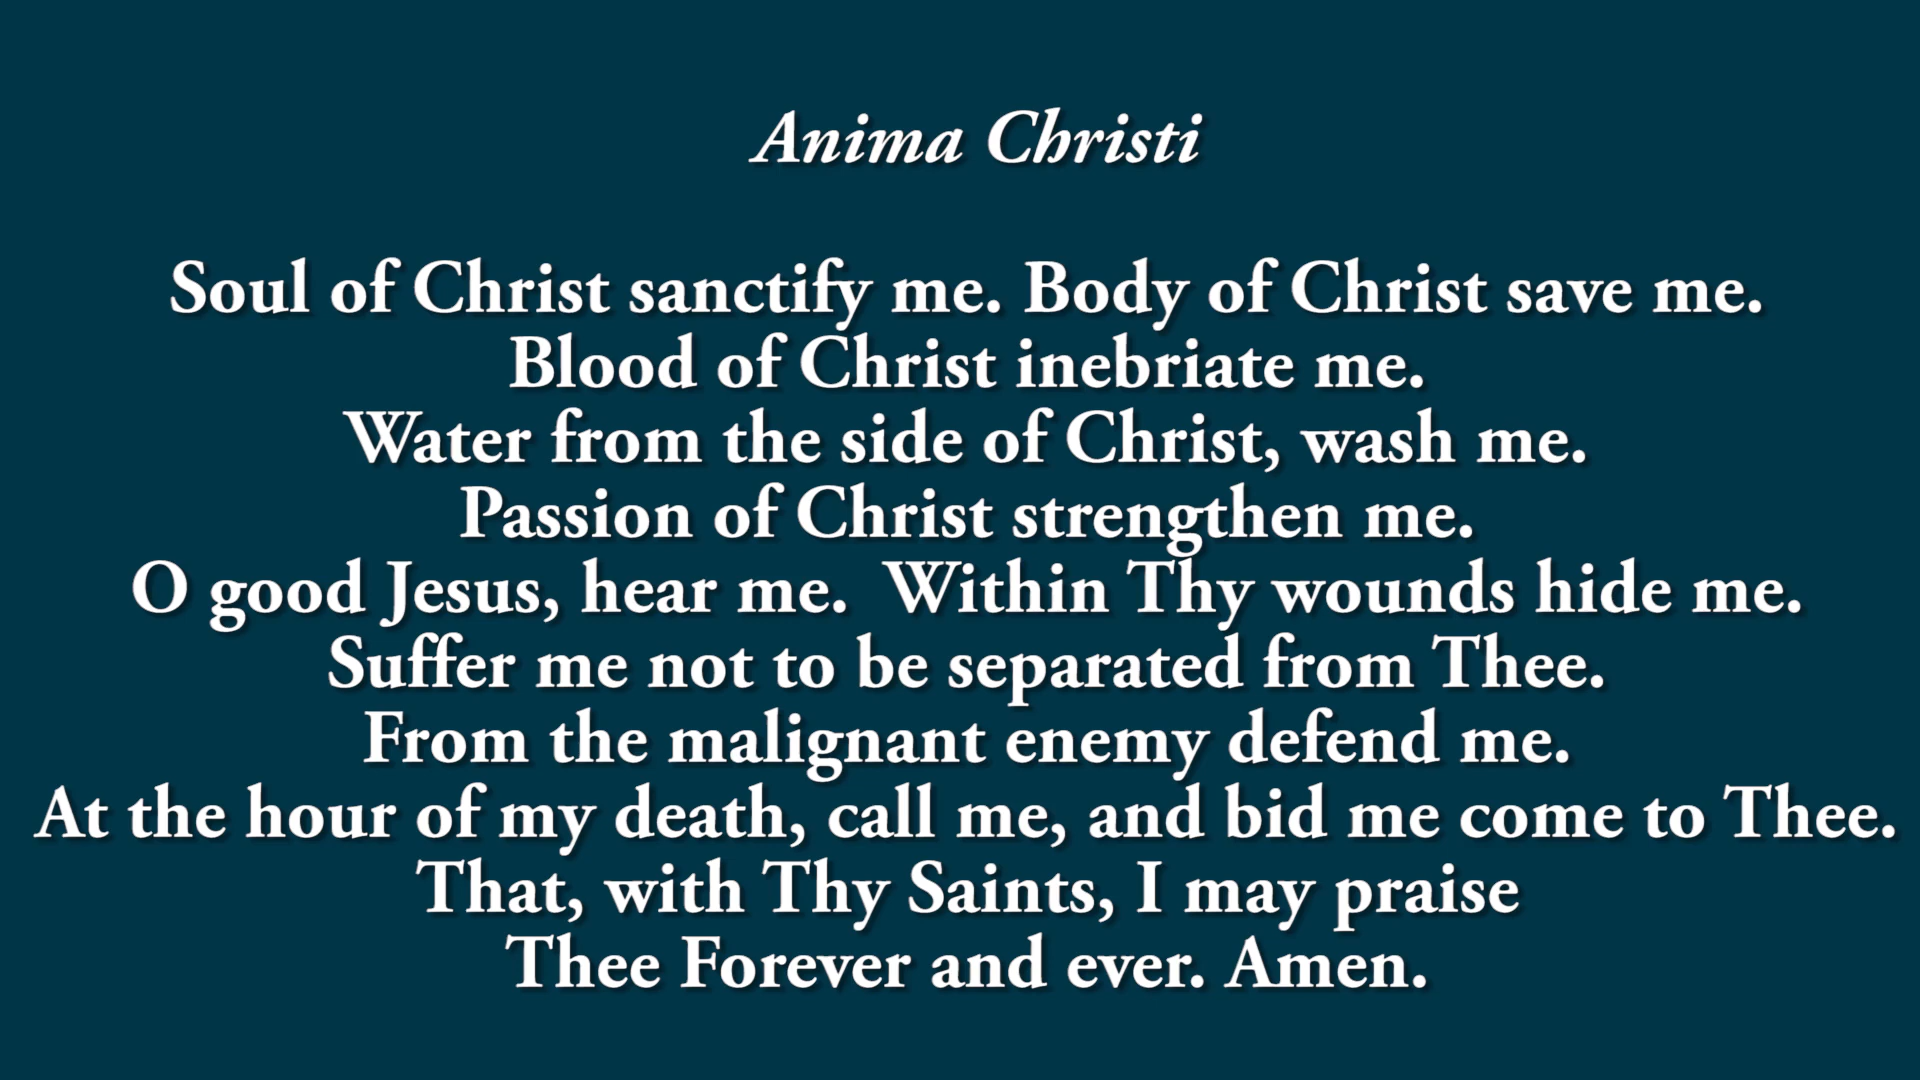 Anima Christi
Soul of Christ sanctify me. Body of Christ save me.
Blood of Christ inebriate me.
Water from the side of Christ, wash me.
Passion of Christ strengthen me.
O good Jesus, hear me.  Within Thy wounds hide me.
Suffer me not to be separated from Thee.
From the malignant enemy defend me.
At the hour of my death, call me, and bid me come to Thee.
That, with Thy Saints, I may praise
Thee Forever and ever. Amen.